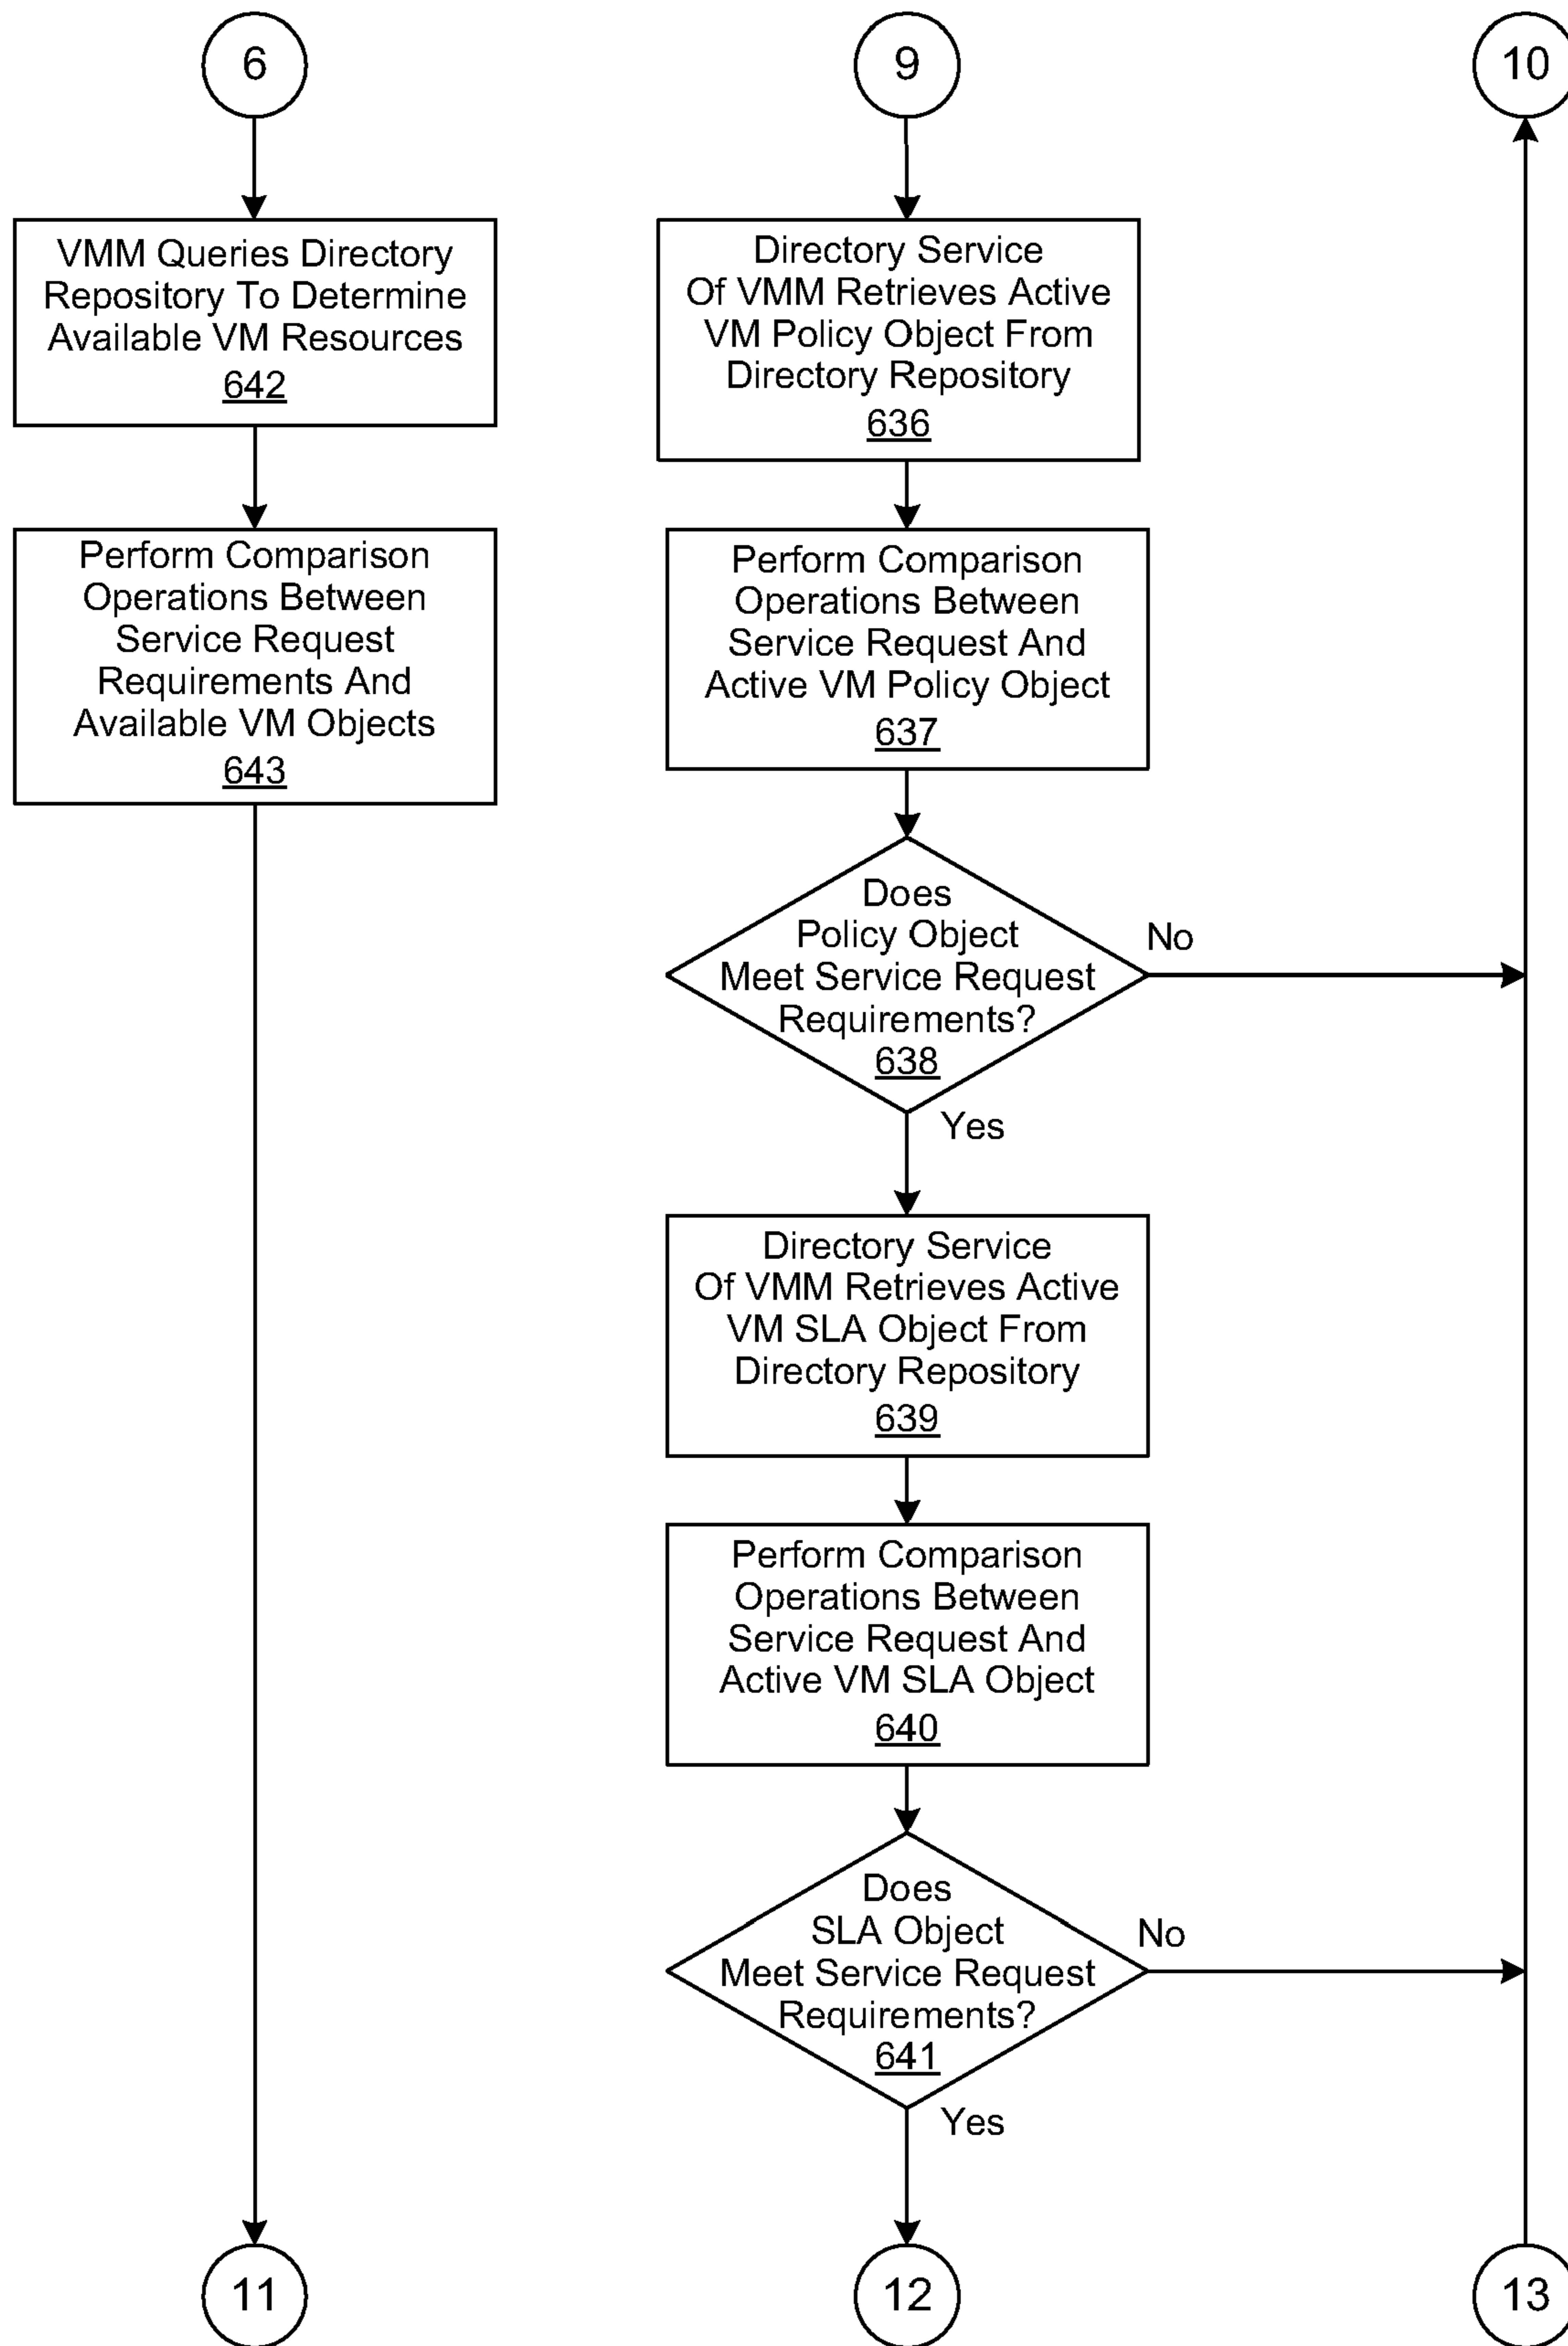 6
9
10
VMM Queries Directory
Repository To Determine
Available VM Resources
642
Directory Service
Of VMM Retrieves Active
VM Policy Object From
Directory Repository
636
Perform Comparison
Operations Between
Service Request
Requirements And
Available VM Objects
643
Perform Comparison
Operations Between
Service Request And
Active VM Policy Object
637
Does
Policy Object
Meet Service Request
Requirements?
638
No
Yes
Directory Service
Of VMM Retrieves Active
VM SLA Object From
Directory Repository
639
Perform Comparison
Operations Between
Service Request And
Active VM SLA Object
640
Does
SLA Object
Meet Service Request
Requirements?
641
No
Yes
11
12
13